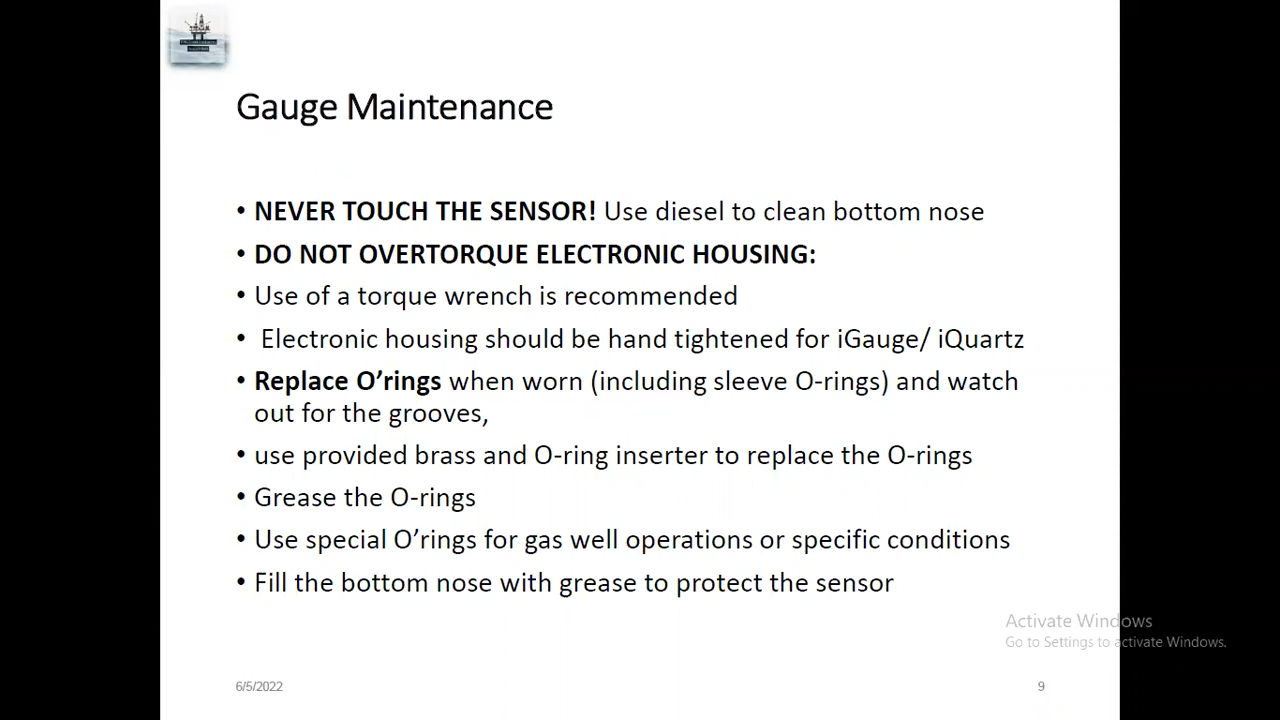 Gauge Maintenance
• NEVER TOUCH THE SENSOR! Use diesel to clean bottom nose
• DO NOT OVERTORQUE ELECTRONIC HOUSING:
• Use of a torque wrench is recommended
• Electronic housing should be hand tightened for iGauge/ iQuartz
• Replace O’rings when worn (including sleeve O-rings) and watch
out for the grooves,
• use provided brass and O-ring inserter to replace the O-rings
• Grease the O-rings
• Use special O’rings for gas well operations or specific conditions
• Fill the bottom nose with grease to protect the sensor
Activate Windows
Go to Settings to activate Windows.
6/5/2022
9